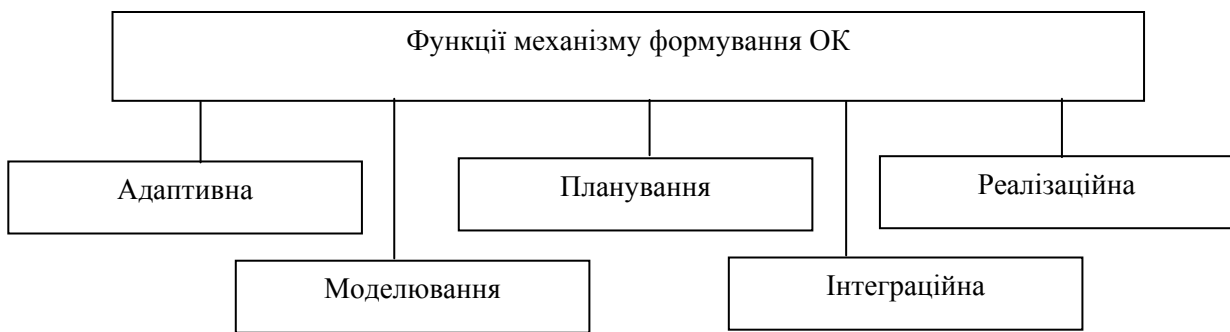 Функції механізму формування ОК
Адаптивна
Планування
Реалізаційна
Моделювання
Інтеграційна